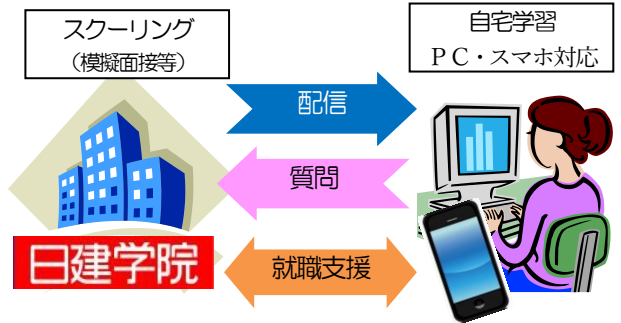 スクーリング
（模擬面接等）
自宅学習
ＰＣ・スマホ対応
配信
質問
就職支援
日建学院